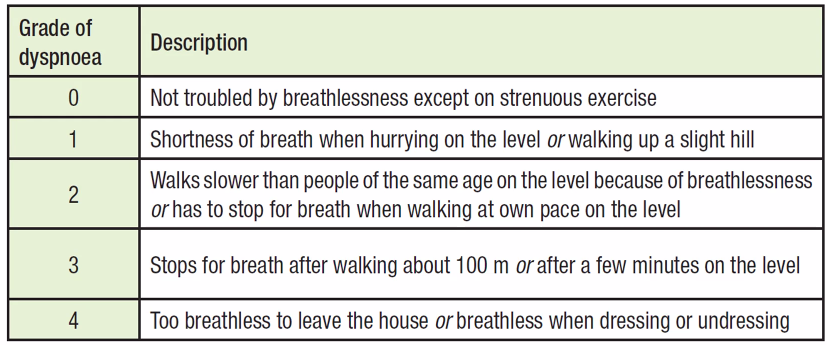 Grade of
dyspnoea
Description
0
Not troubled by breathlessness except on strenuous exercise
1
Shortness of breath when hurrying on the level or walking up a slight hill
2
Walks slower than people of the same age on the level because of breathlessness
or has to stop for breath when walking at own pace on the level
3
Stops for breath after walking about 100 m or after a few minutes on the level
4
Too breathless to leave the house or breathless when dressing or undressing